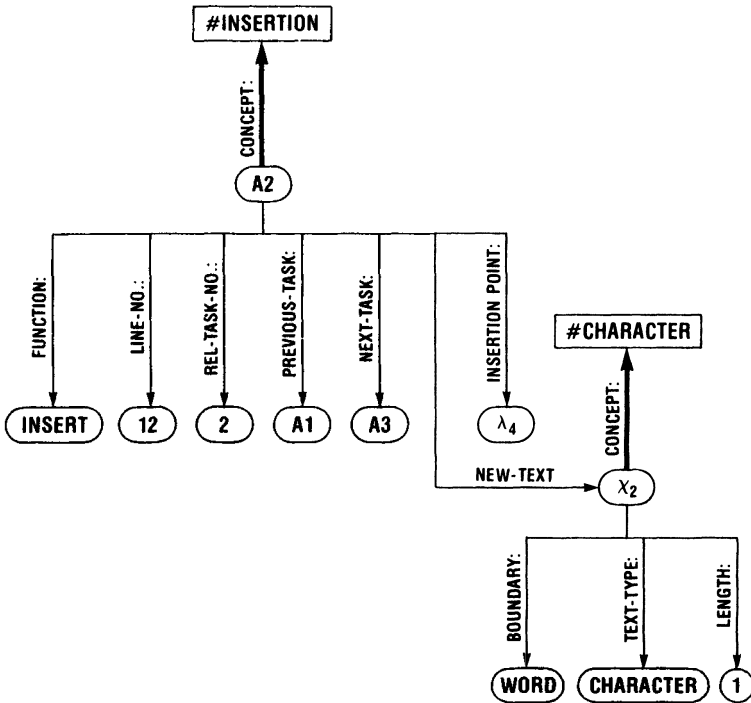 #INSERTION
CONCEPT:
A2
FUNCTION:
LINE-NO.:
REL-TASK-NO.:
PREVIOUS-TASK:
NEXT-TASK:
INSERTION POINT:
#CHARACTER
CONCEPT:
INSERT
12
2
A1
A3
λ4
NEW-TEXT
χ2
BOUNDARY:
TEXT-TYPE:
LENGTH:
WORD
CHARACTER
1